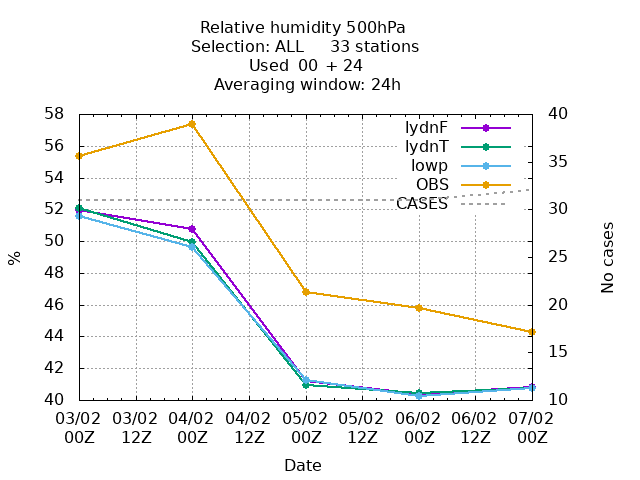 Relative humidity 500hPa
Selection: ALL 33 stations
Used 00 + 24
Averaging window: 24h
58 40
lydnF
56
lydnT
35
lowp
54
OBS
52 30
CASES
50 25
%
No cases
48
46 20
44
15
42
40 10
03/02 03/02 04/02 04/02 05/02 05/02 06/02 06/02 07/02
00Z 12Z 00Z 12Z 00Z 12Z 00Z 12Z 00Z
Date